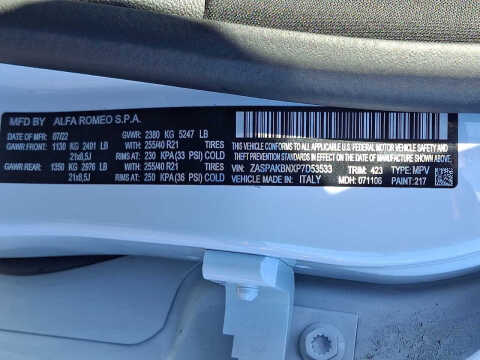 MFD BY ALFA ROMEO S.P.A.
DATE OF MFR: 07/22 GVWR: 2380 KG 5247 LB
GAWR FRONT: 1130 KG 2491 LB WITH 255/40 R21
21x8,5J RIMS AT 230 KPA (33 PSI) COLD
GAWR REAR: 1350 KG 2976 LB WITH 255/40 R21
21x8,5J RIMS AT 250 KPA (36 PSI) COLD
THIS VEHICLE CONFORMS TO ALL APPLICABLE U.S.FEDERAL MOTOR VEHICLE SAFETY AND
THEFT PREVENTION STANDARDS IN EFFECT ON THE DATE OF MANUFACTURE SHOWN ABOVE.
VIN: ZASPAKBNXP7D53533 TRIM: 423 TYPE: MPV
VEHICLE MADE IN: ITALY MDH: 071106 PAINT: 217